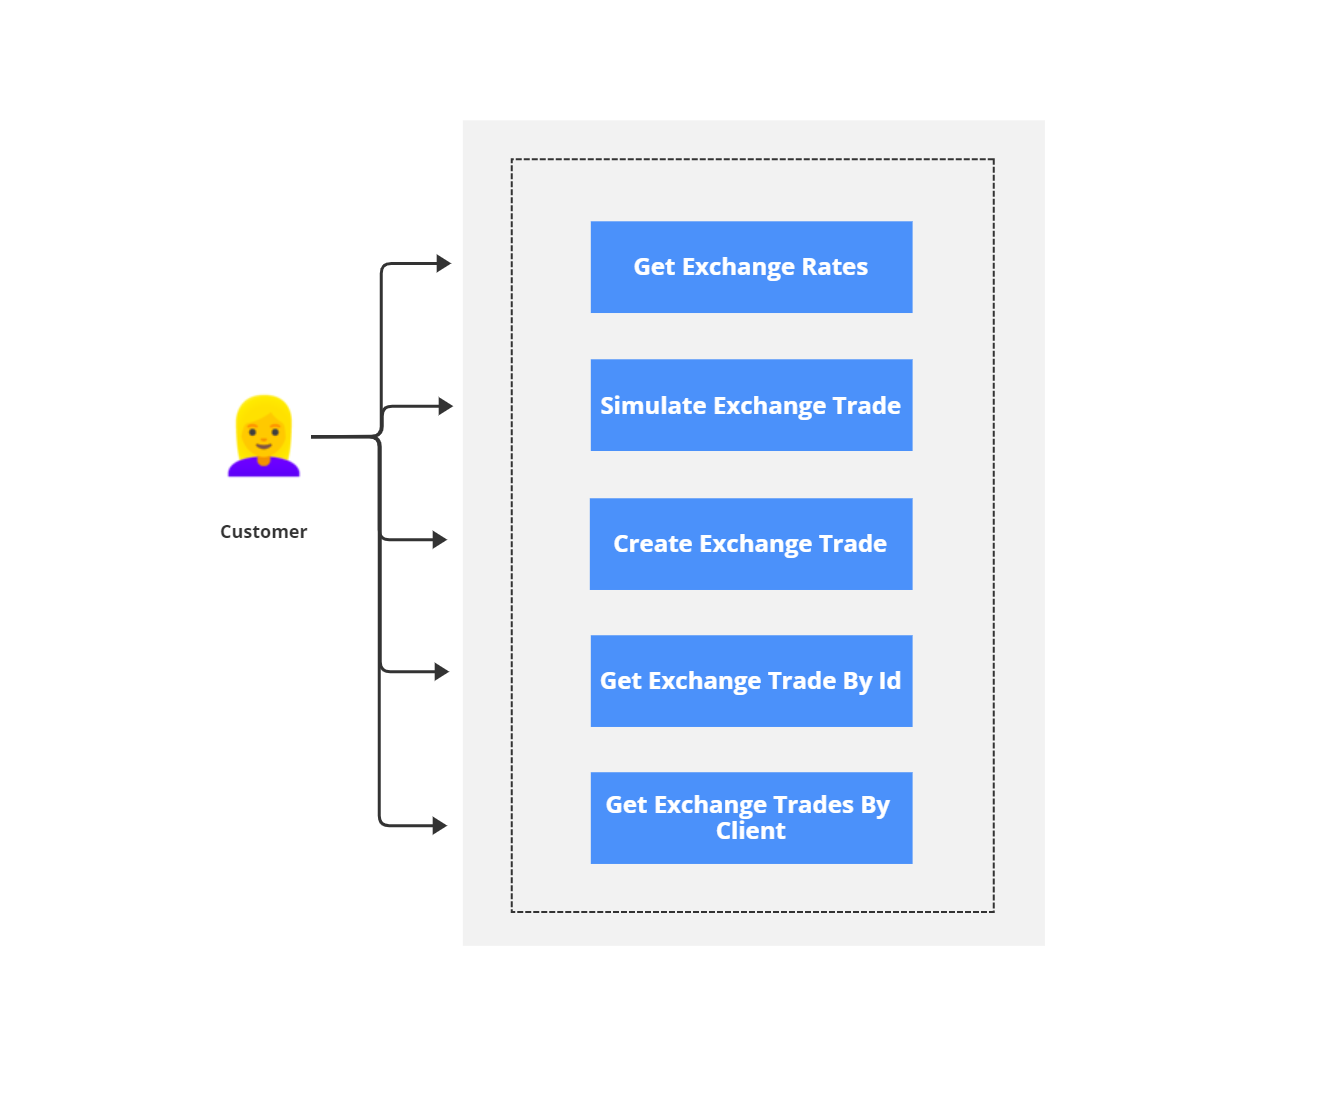 Get Exchange Rates
Simulate Exchange Trade
Customer
Create Exchange Trade
Get Exchange Trade By Id
Get Exchange Trades By
Client